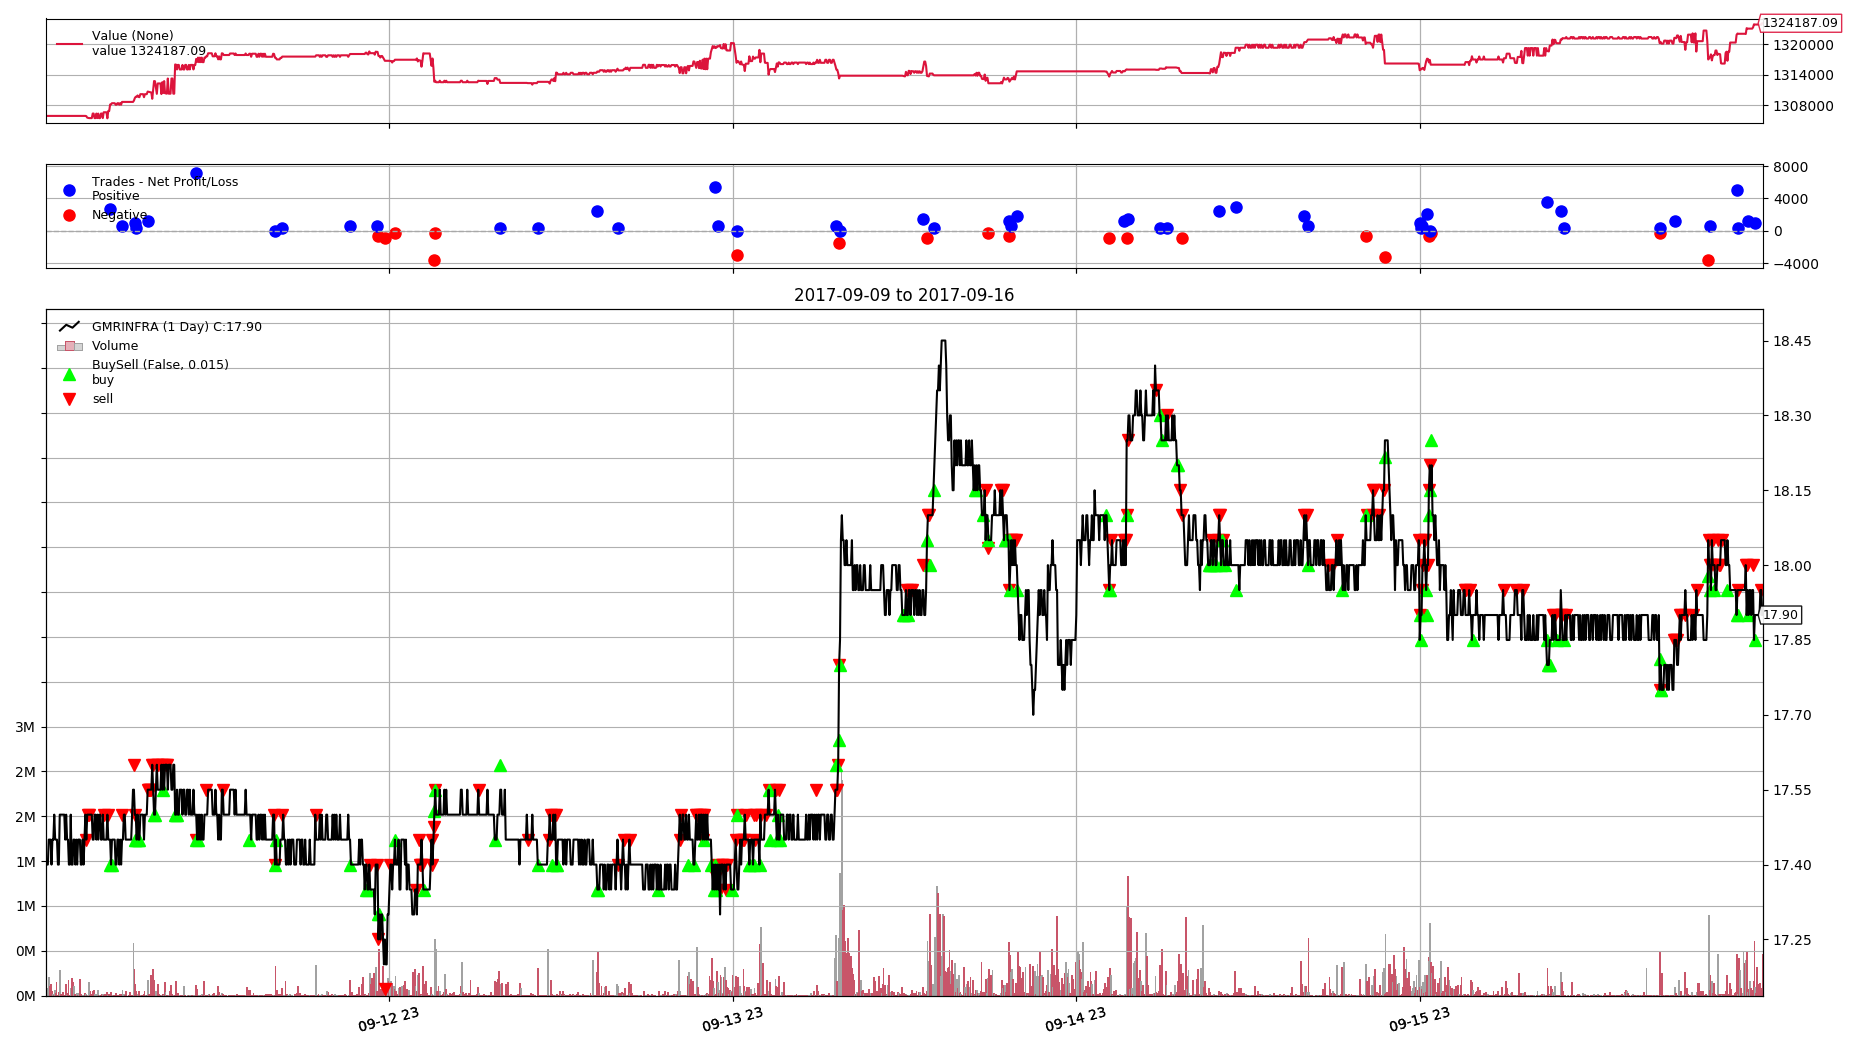 Value (None)
value 1324187.09
1324187.09
1320000
1314000
1308000
Trades - Net Profit/Loss
Positive
Negative
8000
4000
0
−4000
2017-09-09 to 2017-09-16
GMRINFRA (1 Day) C:17.90
Volume
BuySell (False, 0.015)
buy
sell
18.45
18.30
18.15
18.00
17.90
17.85
17.70
17.55
17.40
17.25
3M
2M
2M
1M
1M
0M
0M
09-12 23
09-13 23
09-14 23
09-15 23